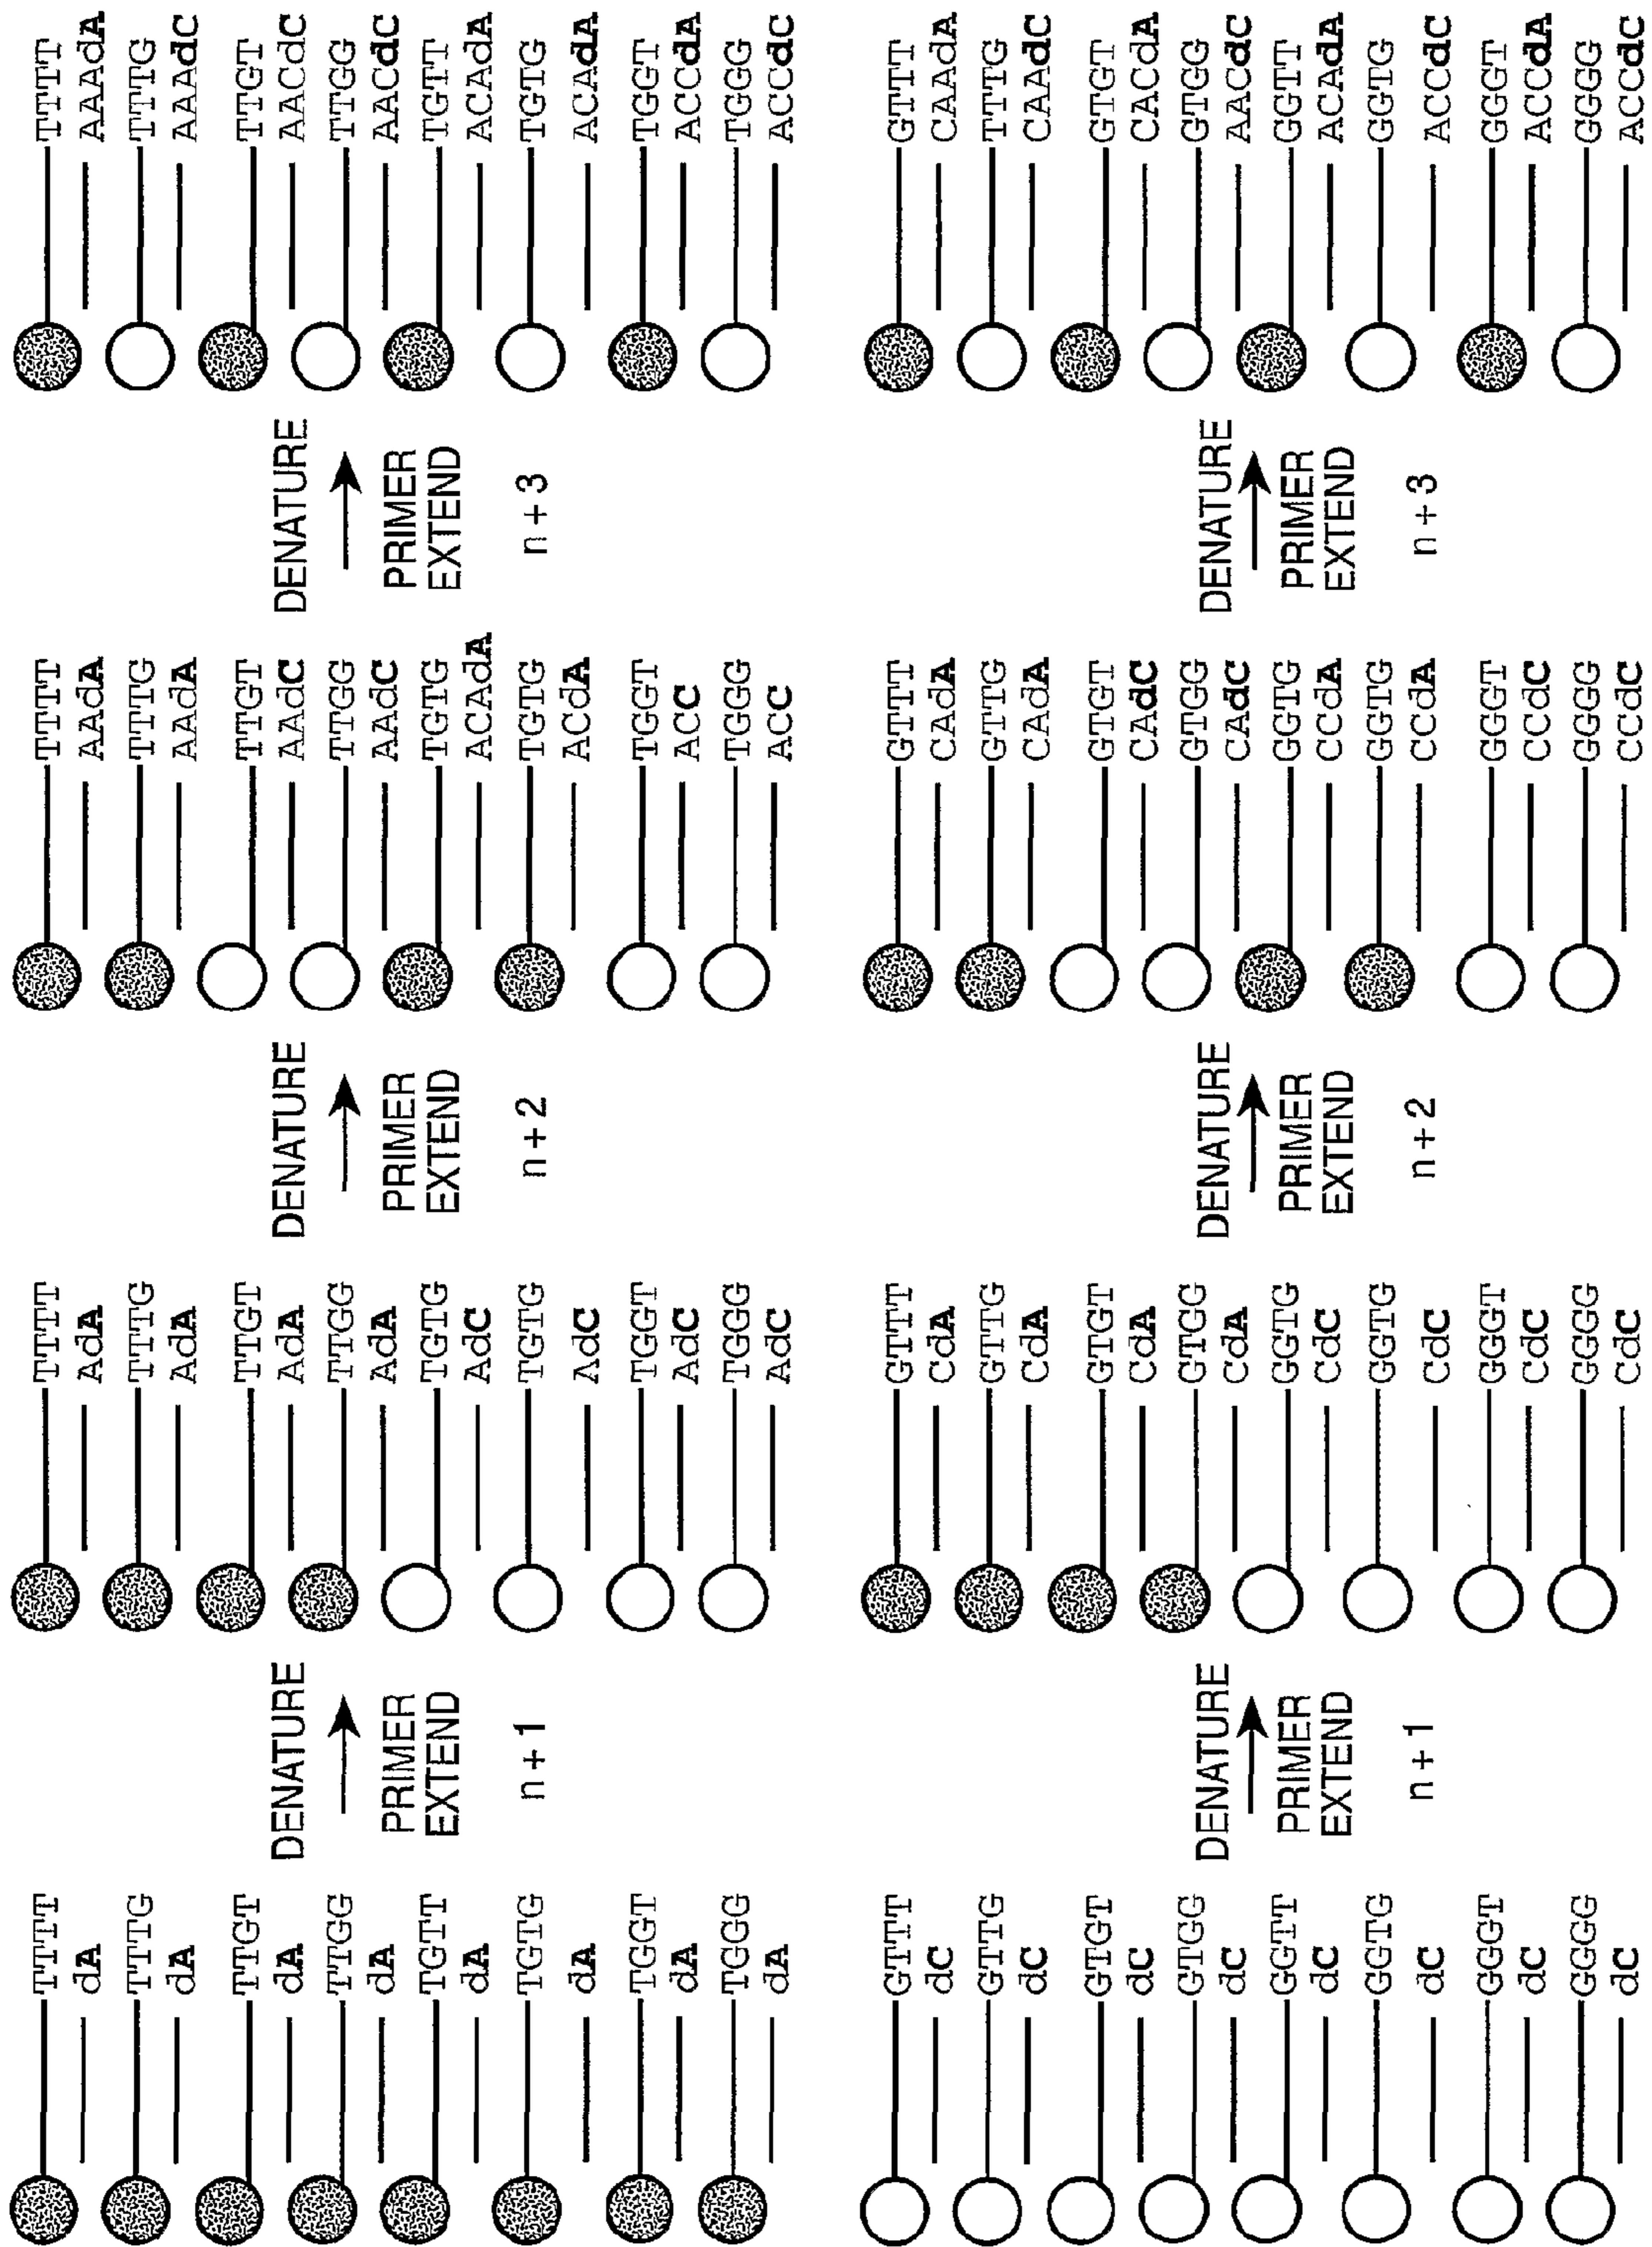 TTTT
dA
TTTG
dA
TTGT
dA
TTGG
dA
TGTT
dA
TGTG
dA
TGGT
dA
TGGG
dA
DENATURE
PRIMER
EXTEND
n + 1
TTTT
AdA
TTTG
AdA
TTGT
AdA
TTGG
AdA
TGTG
AdC
TGTG
AdC
TGGT
AdC
TGGG
AdC
DENATURE
PRIMER
EXTEND
n + 2
TTTT
AAdA
TTTG
AAdA
TTGT
AAdC
TTGG
AAdC
TGTG
ACAdA
TGTG
ACdA
TGGT
ACC
TGGG
ACC
DENATURE
PRIMER
EXTEND
n + 3
TTTT
AAAdA
TTTG
AAAdC
TTGT
AACdC
TTGG
AACdC
TGTT
ACAdA
TGTG
ACAdA
TGGT
ACCdA
TGGG
ACCdC
GTTT
dC
GTTG
dC
GTGT
dC
GTGG
dC
GGTT
dC
GGTG
dC
GGGT
dC
GGGG
dC
DENATURE
PRIMER
EXTEND
n + 1
GTTT
CdA
GTTG
CdA
GTGT
CdA
GTGG
CdA
GGTG
CdC
GGTG
CdC
GGGT
CdC
GGGG
CdC
DENATURE
PRIMER
EXTEND
n + 2
GTTT
CAdA
GTTG
CAdA
GTGT
CAdC
GTGG
CAdC
GGTG
CCdA
GGTG
CCdA
GGGT
CCdC
GGGG
CCdC
DENATURE
PRIMER
EXTEND
n + 3
GTTT
CAAdA
TTTG
CAAdC
GTGT
CACdA
GTGG
AACdC
GGTT
ACAdA
GGTG
ACCdC
GGGT
ACCdA
GGGG
ACCdC